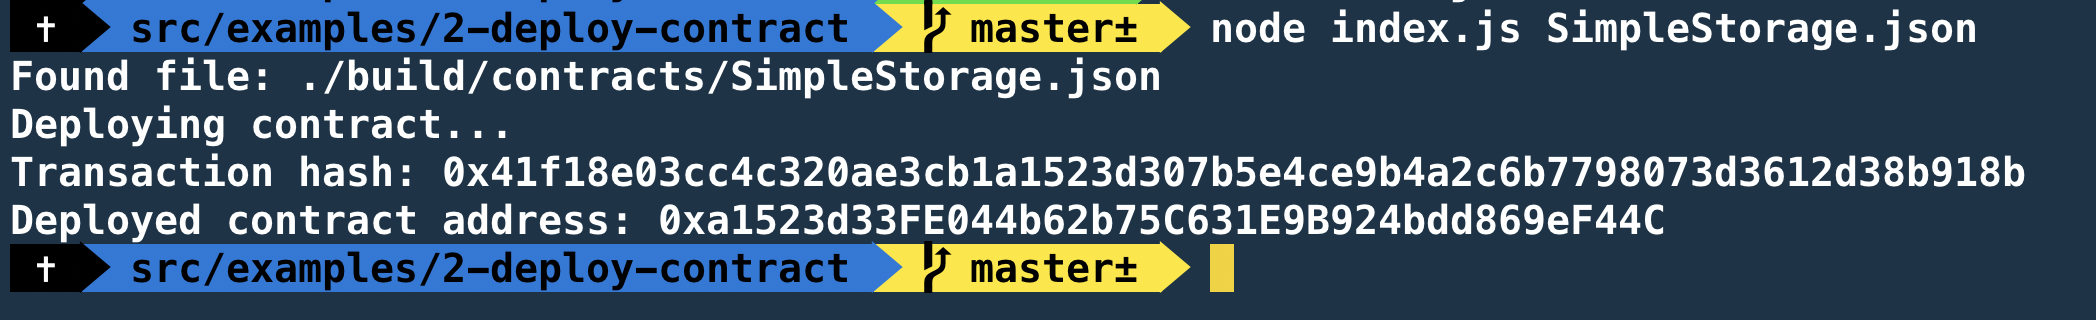 ✝ src/examples/2-deploy-contract master± node index.js SimpleStorage.json
Found file: ./build/contracts/SimpleStorage.json
Deploying contract...
Transaction hash: 0x41f18e03cc4c320ae3cb1a1523d307b5e4ce9b4a2c6b7798073d3612d38b918b
Deployed contract address: 0xa1523d33FE044b62b75C631E9B924bdd869eF44C
✝ src/examples/2-deploy-contract master±